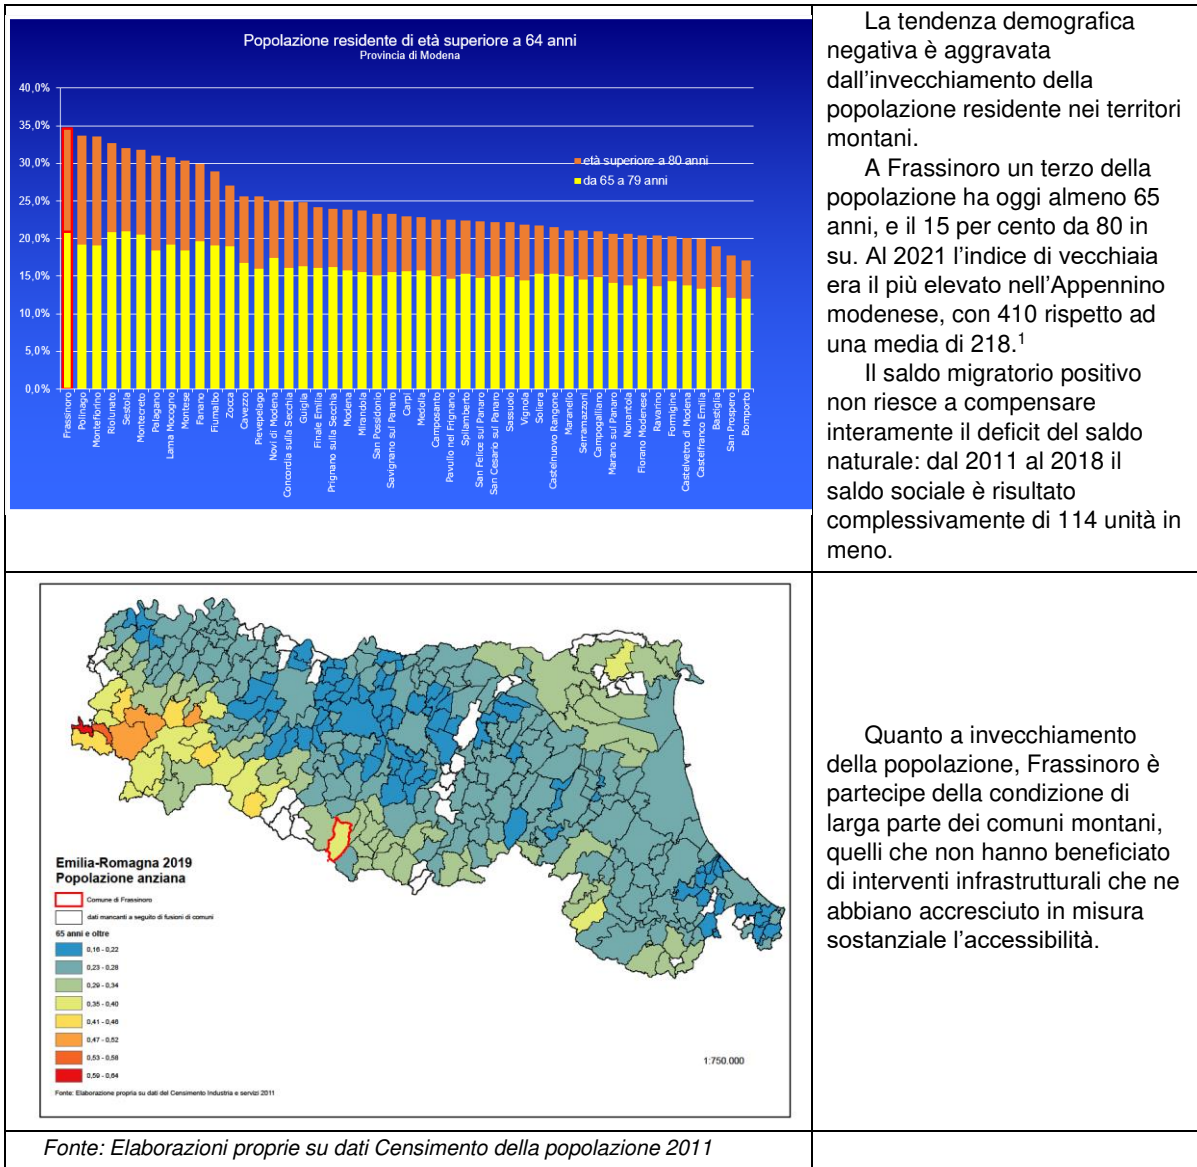 Popolazione residente di età superiore a 64 anni
Provincia di Modena
40,0%
35,0%
30,0%
25,0%
20,0%
15,0%
10,0%
5,0%
0,0%
età superiore a 80 anni
da 65 a 79 anni
Frassinoro
Polinago
Montefiorino
Riolunato
Sestola
Montecreto
Palagano
Lama Mocogno
Montese
Fanano
Fiumalbo
Zocca
Cavezzo
Pievepelago
Novi di Modena
Concordia sulla Secchia
Guiglia
Finale Emilia
Prignano sulla Secchia
Modena
Mirandola
San Possidonio
Savignano sul Panaro
Carpi
Medolla
Camposanto
Pavullo nel Frignano
Spilamberto
San Felice sul Panaro
San Cesario sul Panaro
Sassuolo
Vignola
Soliera
Castelnuovo Rangone
Maranello
Serramazzoni
Campogalliano
Marano sul Panaro
Nonantola
Fiorano Modenese
Ravarino
Formigine
Castelvetro di Modena
Castelfranco Emilia
Bastiglia
San Prospero
Bomporto
La tendenza demografica
negativa è aggravata
dall'invecchiamento della
popolazione residente nei territori
montani.
A Frassinoro un terzo della
popolazione ha oggi almeno 65
anni, e il 15 per cento da 80 in
su. Al 2021 l'indice di vecchiaia
era il più elevato nell'Appennino
modenese, con 410 rispetto ad
una media di 218.1
Il saldo migratorio positivo
non riesce a compensare
interamente il deficit del saldo
naturale: dal 2011 al 2018 il
saldo sociale è risultato
complessivamente di 114 unità in
meno.
Emilia-Romagna 2019
Popolazione anziana
Comune di Frassinoro
dati mancanti a seguito di fusioni di comuni
65 anni e oltre
0,16 - 0,22
0,23 - 0,28
0,29 - 0,34
0,35 - 0,40
0,41 - 0,46
0,47 - 0,52
0,53 - 0,58
0,59 - 0,64
Fonte: Elaborazione propria su dati del Censimento Industria e servizi 2011
1:750.000
Quanto a invecchiamento
della popolazione, Frassinoro è
partecipe della condizione di
larga parte dei comuni montani,
quelli che non hanno beneficiato
di interventi infrastrutturali che ne
abbiano accresciuto in misura
sostanziale l'accessibilità.
Fonte: Elaborazioni proprie su dati Censimento della popolazione 2011